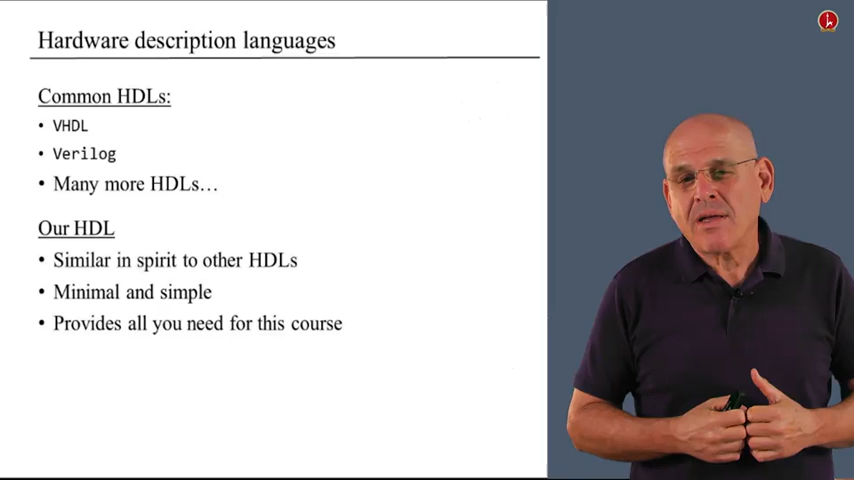 Hardware description languages
Common HDLs:
• VHDL
• Verilog
• Many more HDLs…
Our HDL
• Similar in spirit to other HDLs
• Minimal and simple
• Provides all you need for this course